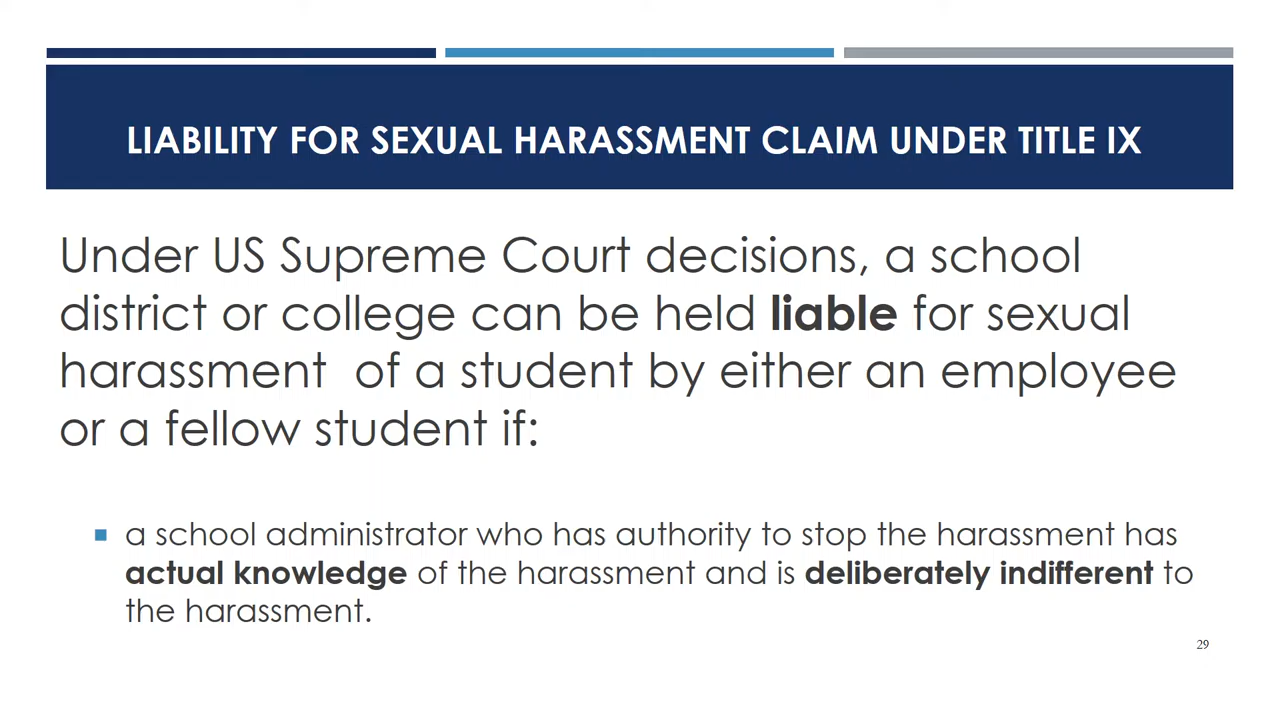 LIABILITY FOR SEXUAL HARASSMENT CLAIM UNDER TITLE IX
Under US Supreme Court decisions, a school
district or college can be held liable for sexual
harassment  of a student by either an employee
or a fellow student if:
▪ a school administrator who has authority to stop the harassment has
actual knowledge of the harassment and is deliberately indifferent to
the harassment.
29